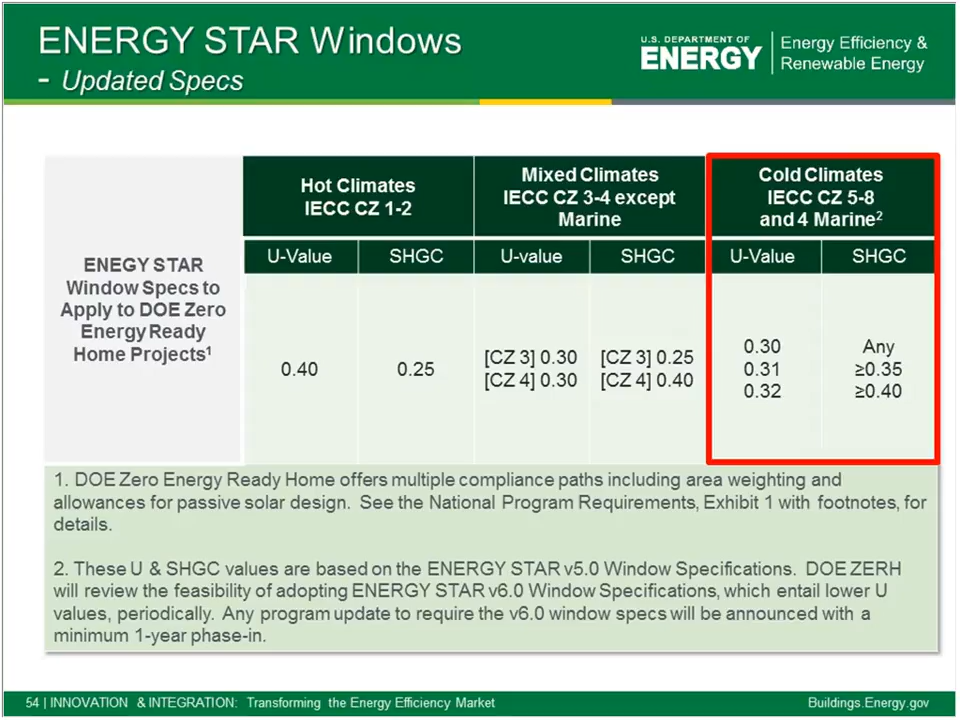 ENERGY STAR Windows
- Updated Specs
U.S. DEPARTMENT OF
ENERGY
Energy Efficiency &
Renewable Energy
ENEGY STAR
Window Specs to
Apply to DOE Zero
Energy Ready
Home Projects¹
Hot Climates
IECC CZ 1-2
Mixed Climates
IECC CZ 3-4 except
Marine
Cold Climates
IECC CZ 5-8
and 4 Marine²
U-Value SHGC U-value SHGC U-Value SHGC
0.40 0.25
[CZ 3] 0.30 [CZ 3] 0.25
[CZ 4] 0.30 [CZ 4] 0.40
0.30 Any
0.31 ≥0.35
0.32 ≥0.40
1. DOE Zero Energy Ready Home offers multiple compliance paths including area weighting and
allowances for passive solar design. See the National Program Requirements, Exhibit 1 with footnotes, for
details.
2. These U & SHGC values are based on the ENERGY STAR v5.0 Window Specifications. DOE ZERH
will review the feasibility of adopting ENERGY STAR v6.0 Window Specifications, which entail lower U
values, periodically. Any program update to require the v6.0 window specs will be announced with a
minimum 1-year phase-in.
54 | INNOVATION & INTEGRATION: Transforming the Energy Efficiency Market
Buildings.Energy.gov